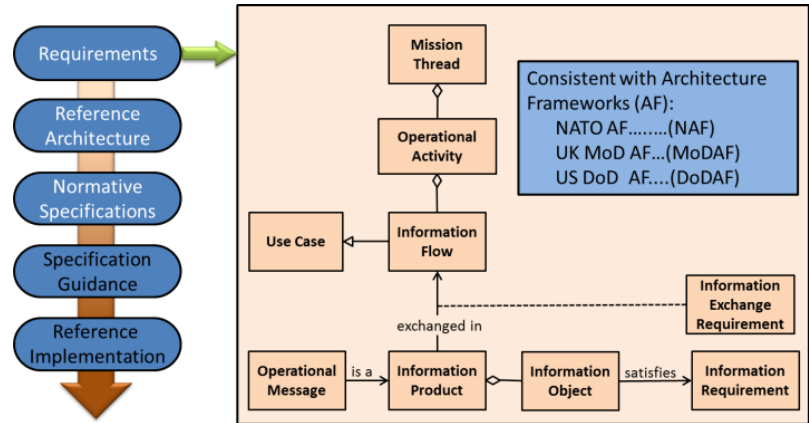 Requirements
Reference
Architecture
Normative
Specifications
Specification
Guidance
Reference
Implementation
Mission
Thread
Operational
Activity
Use Case
Information
Flow
Consistent with Architecture
Frameworks (AF):
NATO AF........(NAF)
UK MoD AF...(MoDAF)
US DoD  AF....(DoDAF)
Information
Exchange
Requirement
exchanged in
Operational
Message
is a
Information
Product
Information
Object
satisfies
Information
Requirement